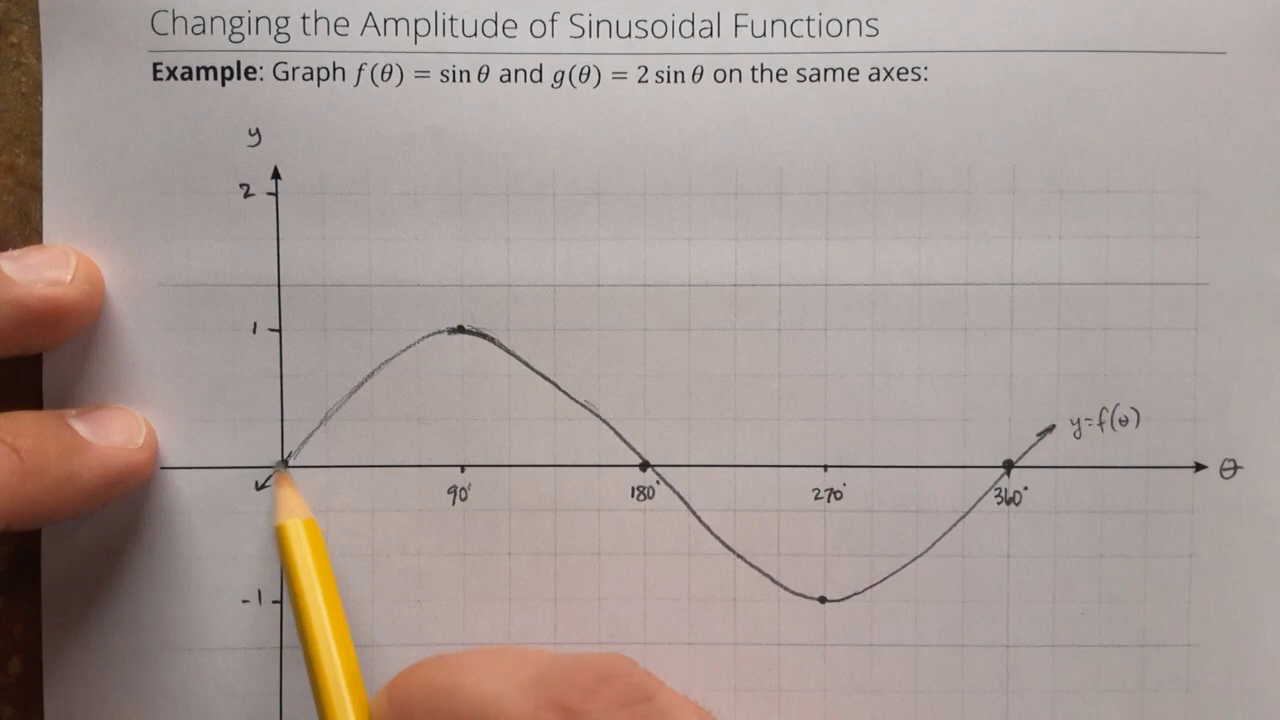 Changing the Amplitude of Sinusoidal Functions
Example: Graph f(θ) = sin θ and g(θ) = 2 sin θ on the same axes:
y
2
1
y=f(θ)
θ
90°
180°
270°
360°
-1